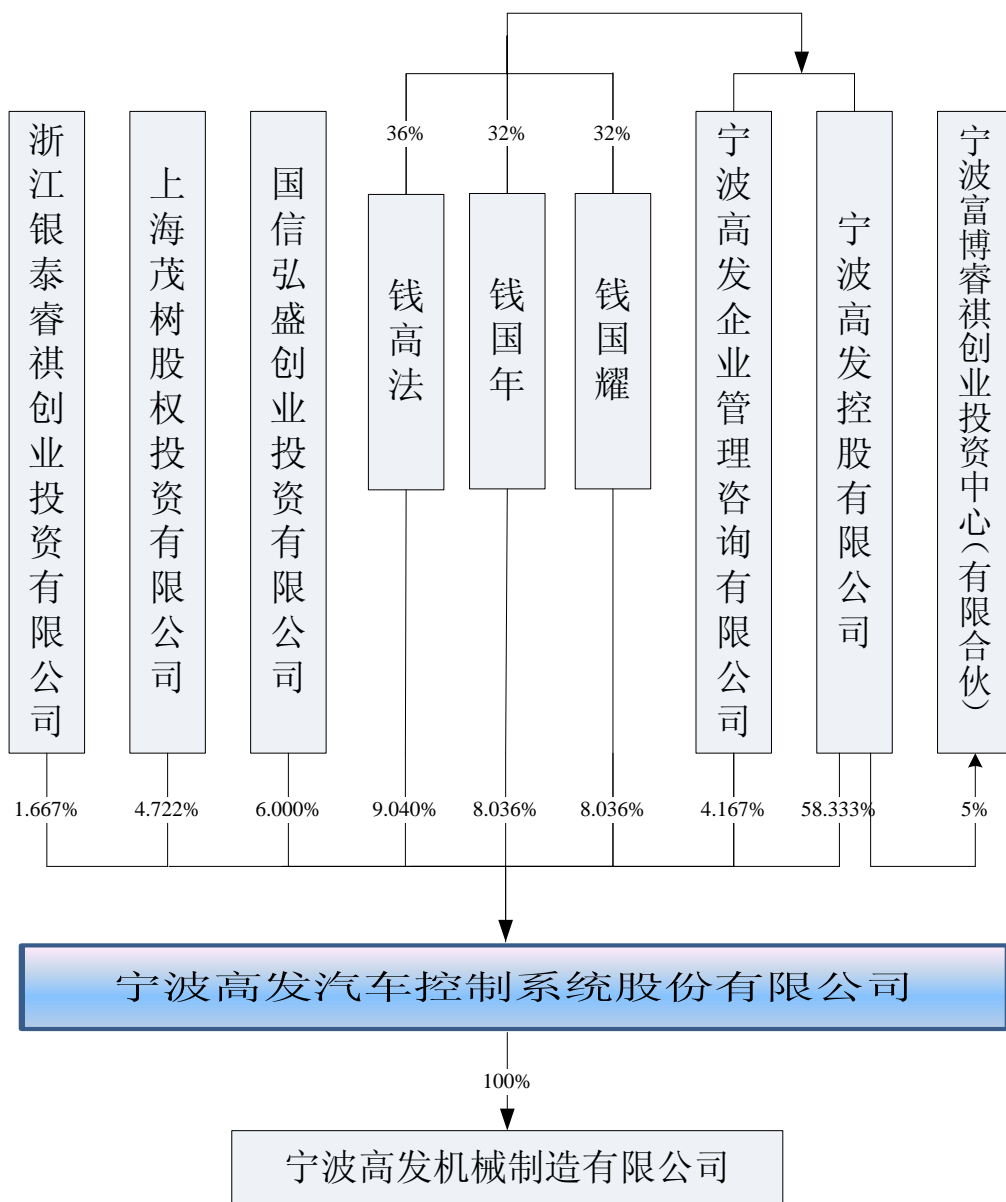 36%
32%
32%
浙江银泰睿祺创业投资有限公司
上海茂树股权投资有限公司
国信弘盛创业投资有限公司
钱高法
钱国年
钱国耀
宁波高发企业管理咨询有限公司
宁波高发控股有限公司
宁波富博睿祺创业投资中心（有限合伙）
1.667%
4.722%
6.000%
9.040%
8.036%
8.036%
4.167%
58.333%
5%
宁波高发汽车控制系统股份有限公司
100%
宁波高发机械制造有限公司